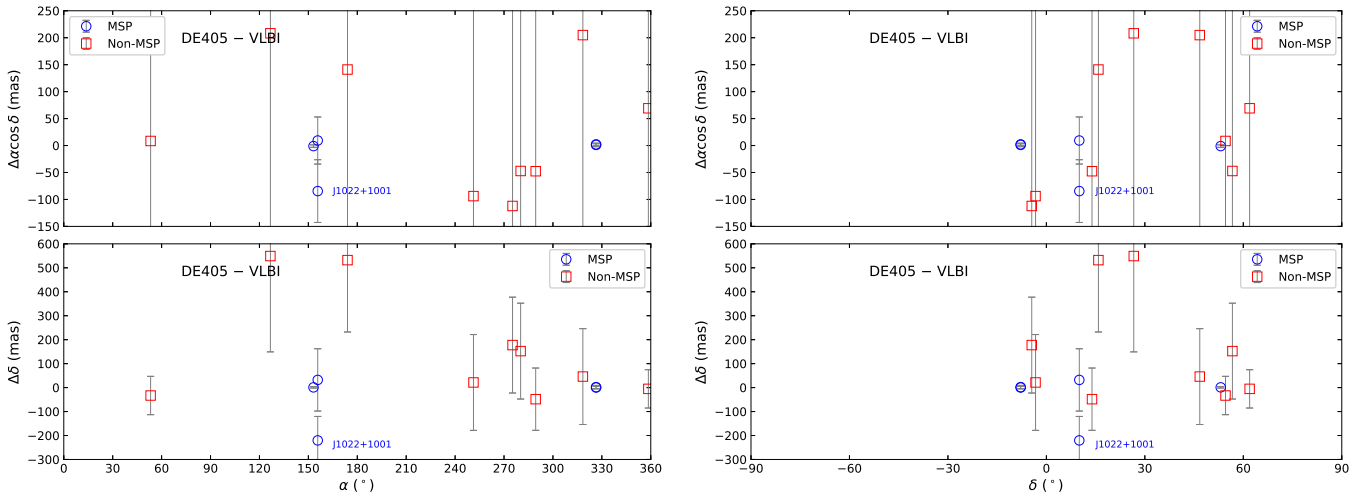 250
200
150
100
50
0
−50
−100
−150
Δαcos δ (mas)
MSP
Non-MSP
DE405 − VLBI
J1022+1001
250
200
150
100
50
0
−50
−100
−150
Δαcos δ (mas)
MSP
Non-MSP
DE405 − VLBI
J1022+1001
600
500
400
300
200
100
0
−100
−200
−300
Δδ (mas)
MSP
Non-MSP
DE405 − VLBI
J1022+1001
0 30 60 90 120 150 180 210 240 270 300 330 360
α (°)
600
500
400
300
200
100
0
−100
−200
−300
Δδ (mas)
MSP
Non-MSP
DE405 − VLBI
J1022+1001
−90 −60 −30 0 30 60 90
δ (°)